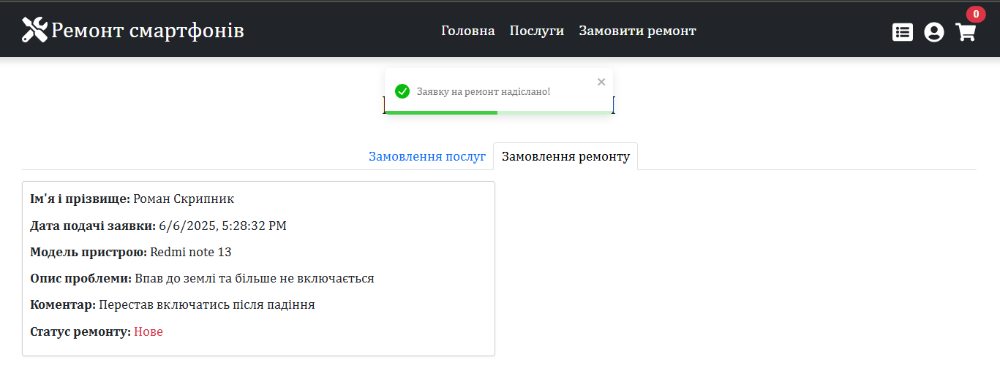 Ремонт смартфонів
Головна Послуги Замовити ремонт
0
Заявку на ремонт надіслано!
Замовлення послуг
Замовлення ремонту
Ім'я і прізвище: Роман Скрипник
Дата подачі заявки: 6/6/2025, 5:28:32 PM
Модель пристрою: Redmi note 13
Опис проблеми: Впав до землі та більше не включається
Коментар: Перестав включатись після падіння
Статус ремонту: Нове